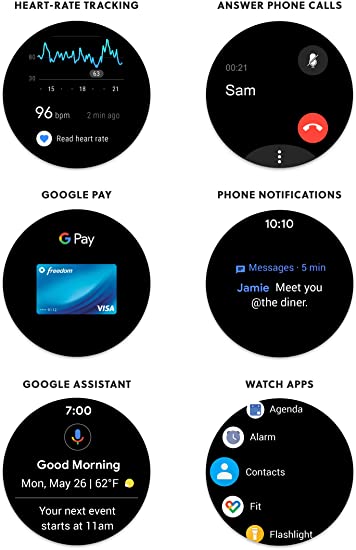 HEART-RATE TRACKING
80
30
63
15
18
21
96 bpm
2 min ago
Read heart rate
ANSWER PHONE CALLS
00:21
Sam
GOOGLE PAY
G Pay
freedom
VISA
PHONE NOTIFICATIONS
10:10
Messages · 5 min
Jamie Meet you
@the diner.
GOOGLE ASSISTANT
7:00
Good Morning
Mon, May 26 | 62°F
Your next event
starts at 11am
WATCH APPS
Agenda
Alarm
Contacts
Fit
Flashlight